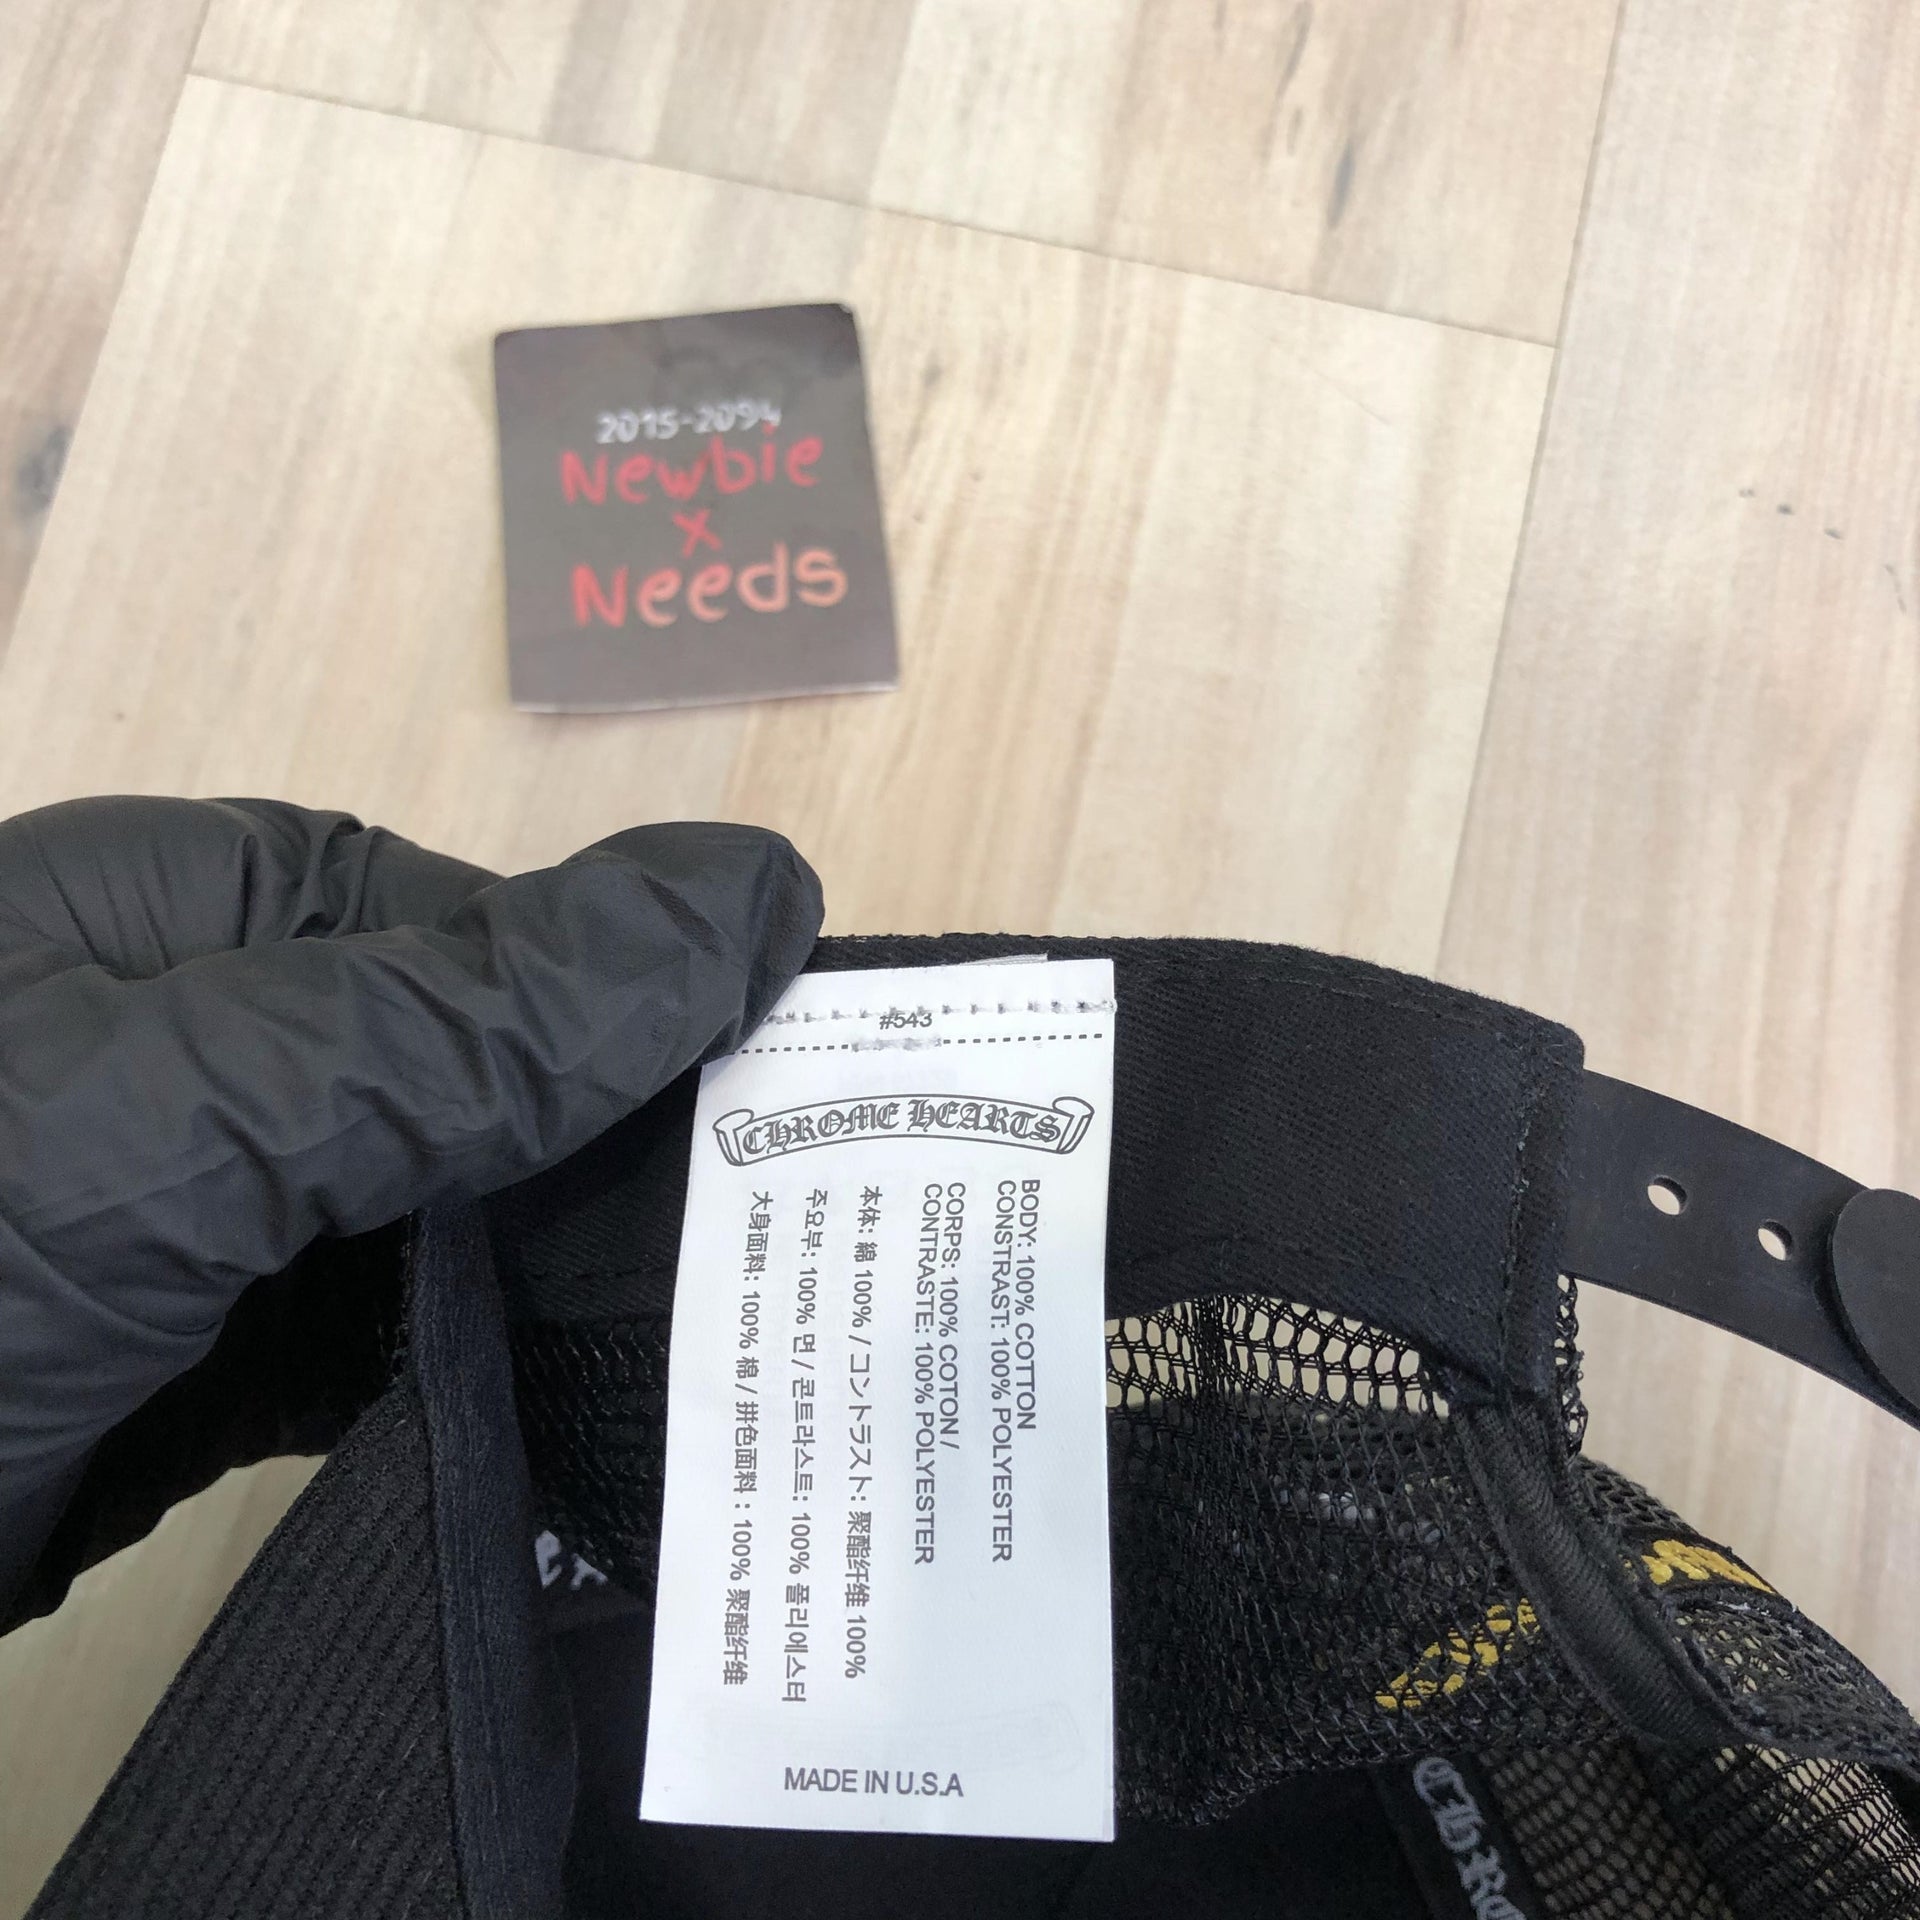 2015-2094
Newbie
x
Needs
#543
CHROME HEARTS
BODY: 100% COTTON
CONSTRAST: 100% POLYESTER
CORPS: 100% COTON /
CONTRASTE: 100% POLYESTER
本体: 綿 100% / コントラスト: 聚酯纤维 100%
주요부: 100% 면 / 콘트라스트: 100% 폴리에스터
大身面料: 100% 棉 / 拼色面料: 100% 聚酯纤维
MADE IN U.S.A